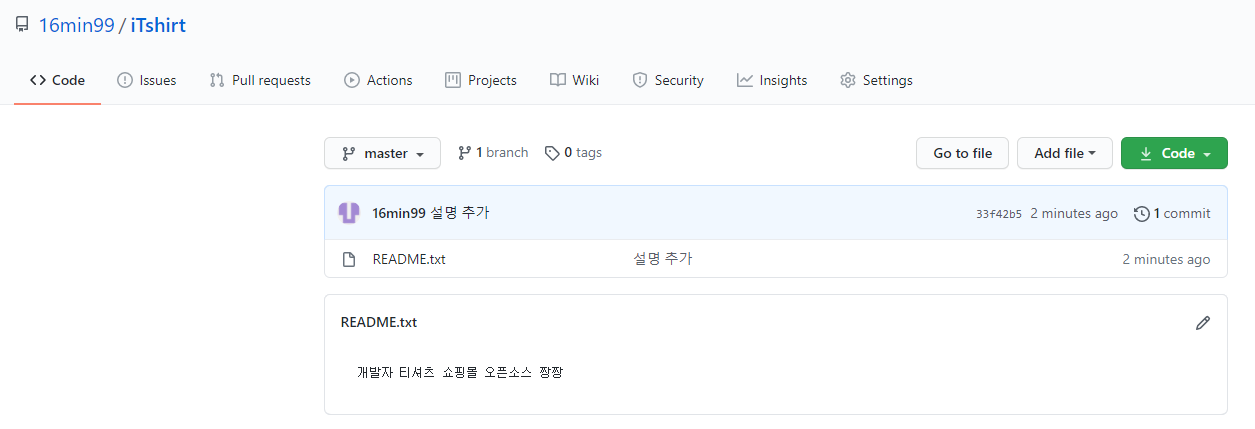 16min99 / iTshirt
Code Issues Pull requests Actions Projects Wiki Security Insights Settings
master 1 branch 0 tags Go to file Add file Code
16min99 설명 추가 33f42b5 2 minutes ago 1 commit
README.txt 설명 추가 2 minutes ago
README.txt
개발자 티셔츠 쇼핑몰 오픈소스 짱짱